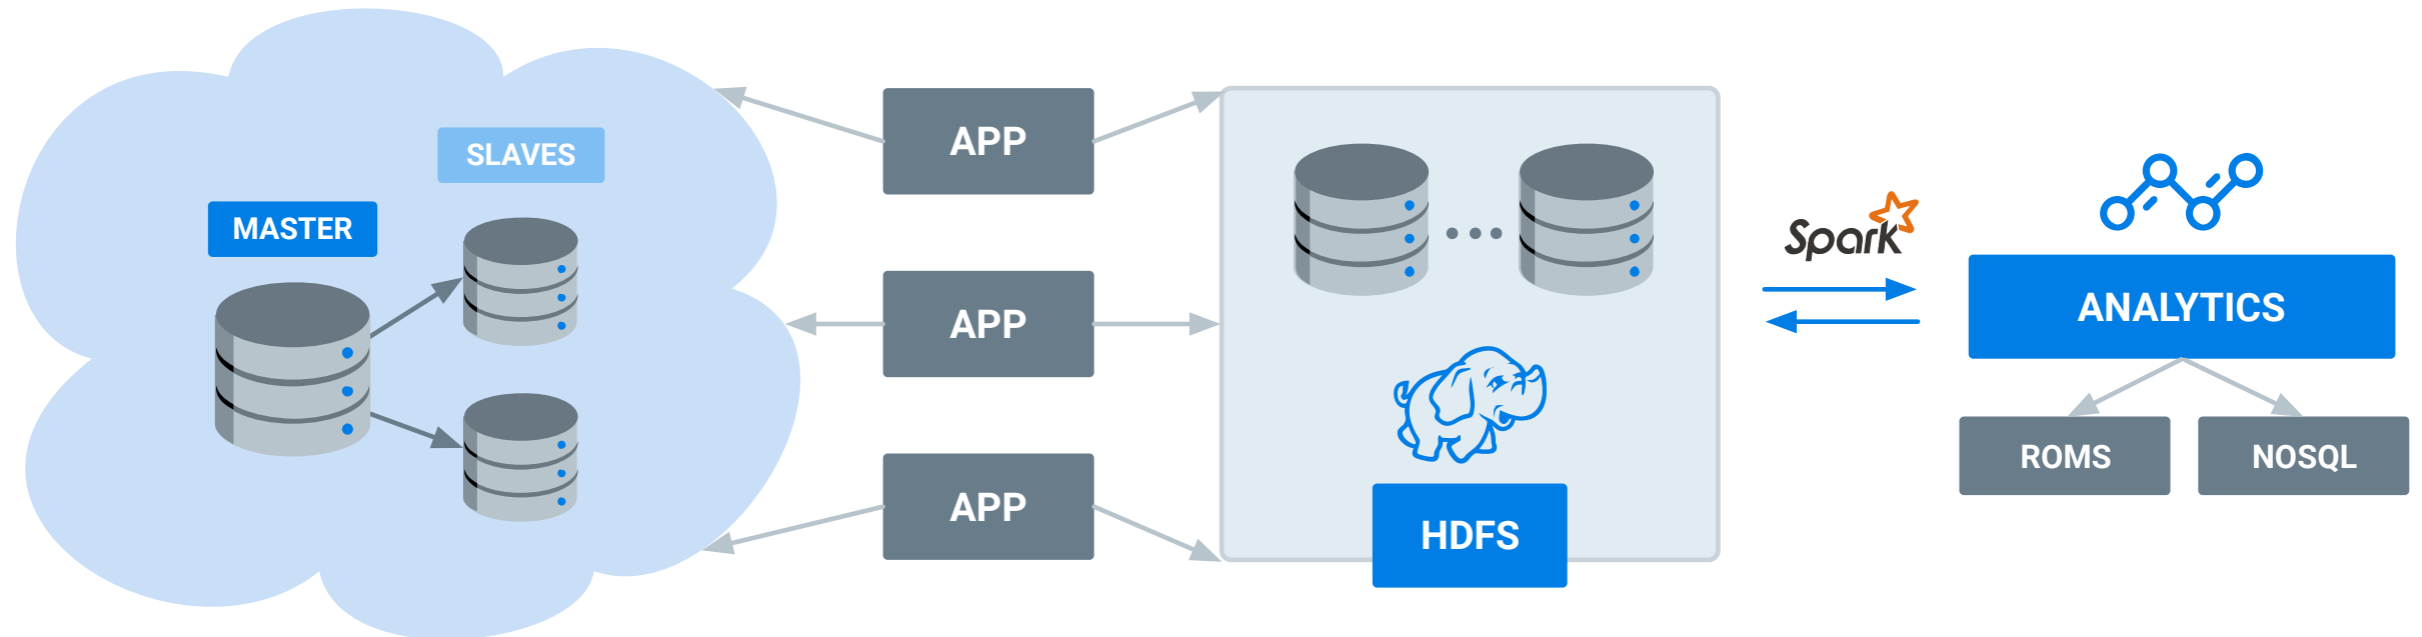 SLAVES
MASTER
APP
APP
APP
HDFS
Spark
ANALYTICS
ROMS
NOSQL